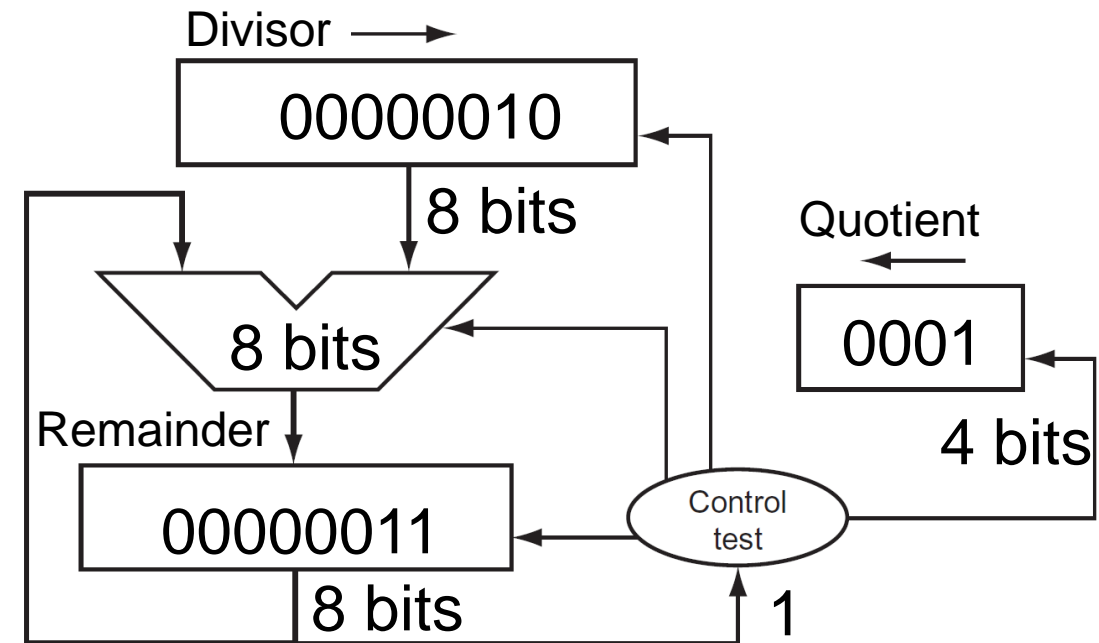 Divisor
00000010
8 bits
Quotient
8 bits
0001
Remainder
4 bits
Control
test
00000011
8 bits
1